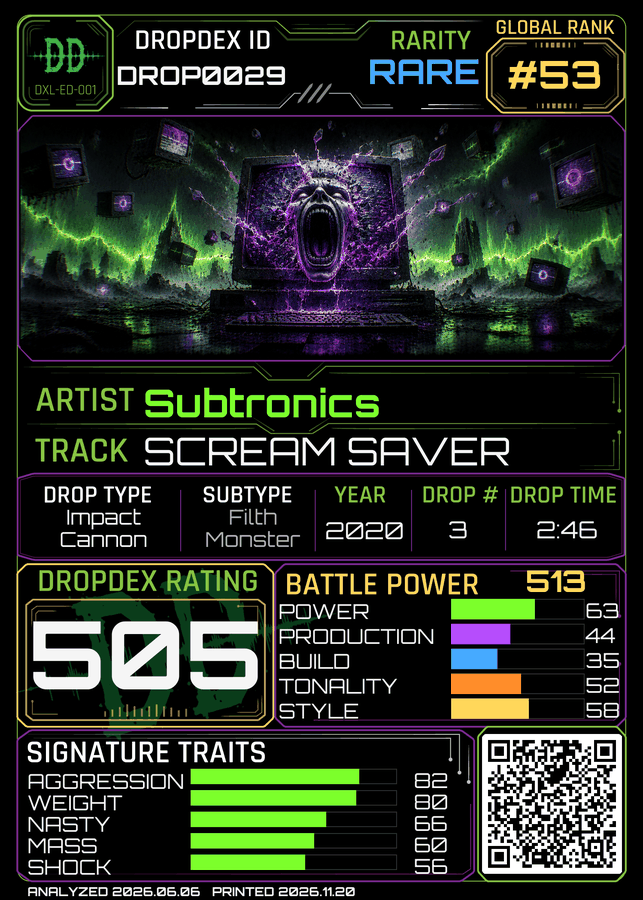 DD
DXL-ED-001
DROPDEX ID
DROP0029
RARITY
RARE
GLOBAL RANK
#53
ARTIST Subtronics
TRACK SCREAM SAVER
DROP TYPE
Impact
Cannon
SUBTYPE
Filth
Monster
YEAR
2020
DROP #
3
DROP TIME
2:46
DROPDEX RATING
505
BATTLE POWER 513
POWER 63
PRODUCTION 44
BUILD 35
TONALITY 52
STYLE 58
SIGNATURE TRAITS
AGGRESSION 82
WEIGHT 80
NASTY 66
MASS 60
SHOCK 56
ANALYZED 2026.06.06 PRINTED 2026.11.20